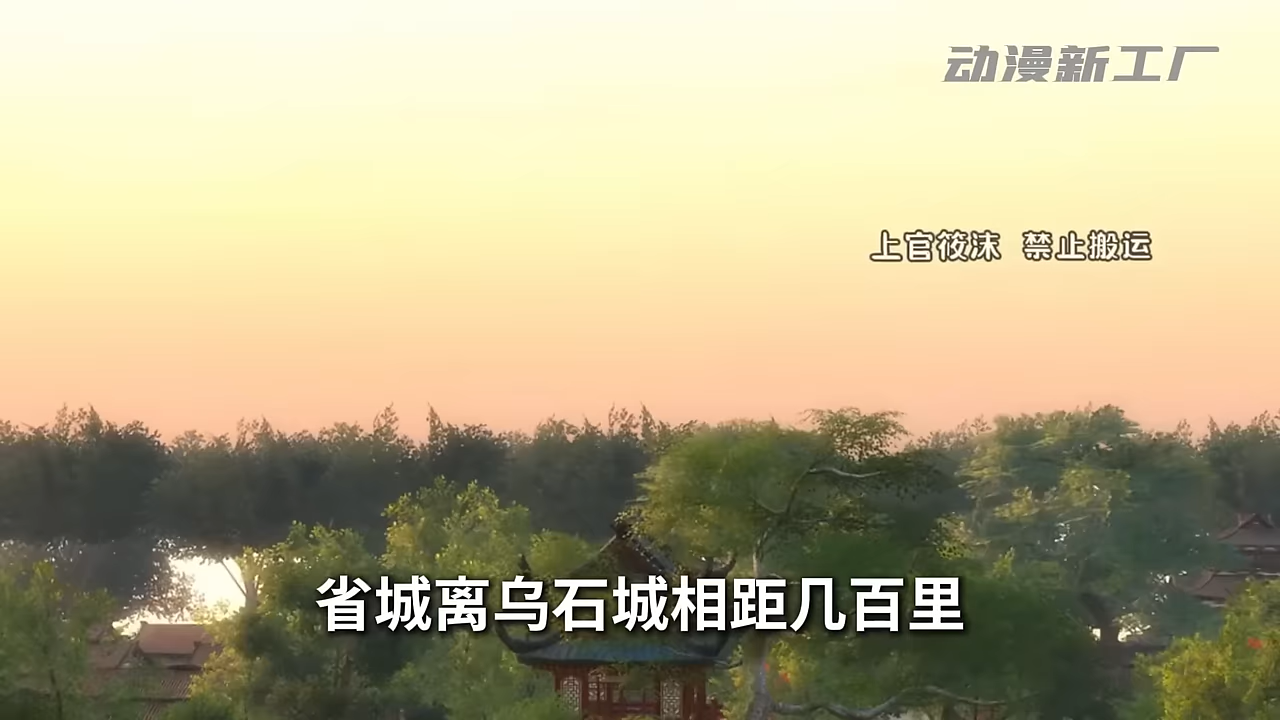 动漫新工厂
上官筱沫 禁止搬运
省城离乌石城相距几百里